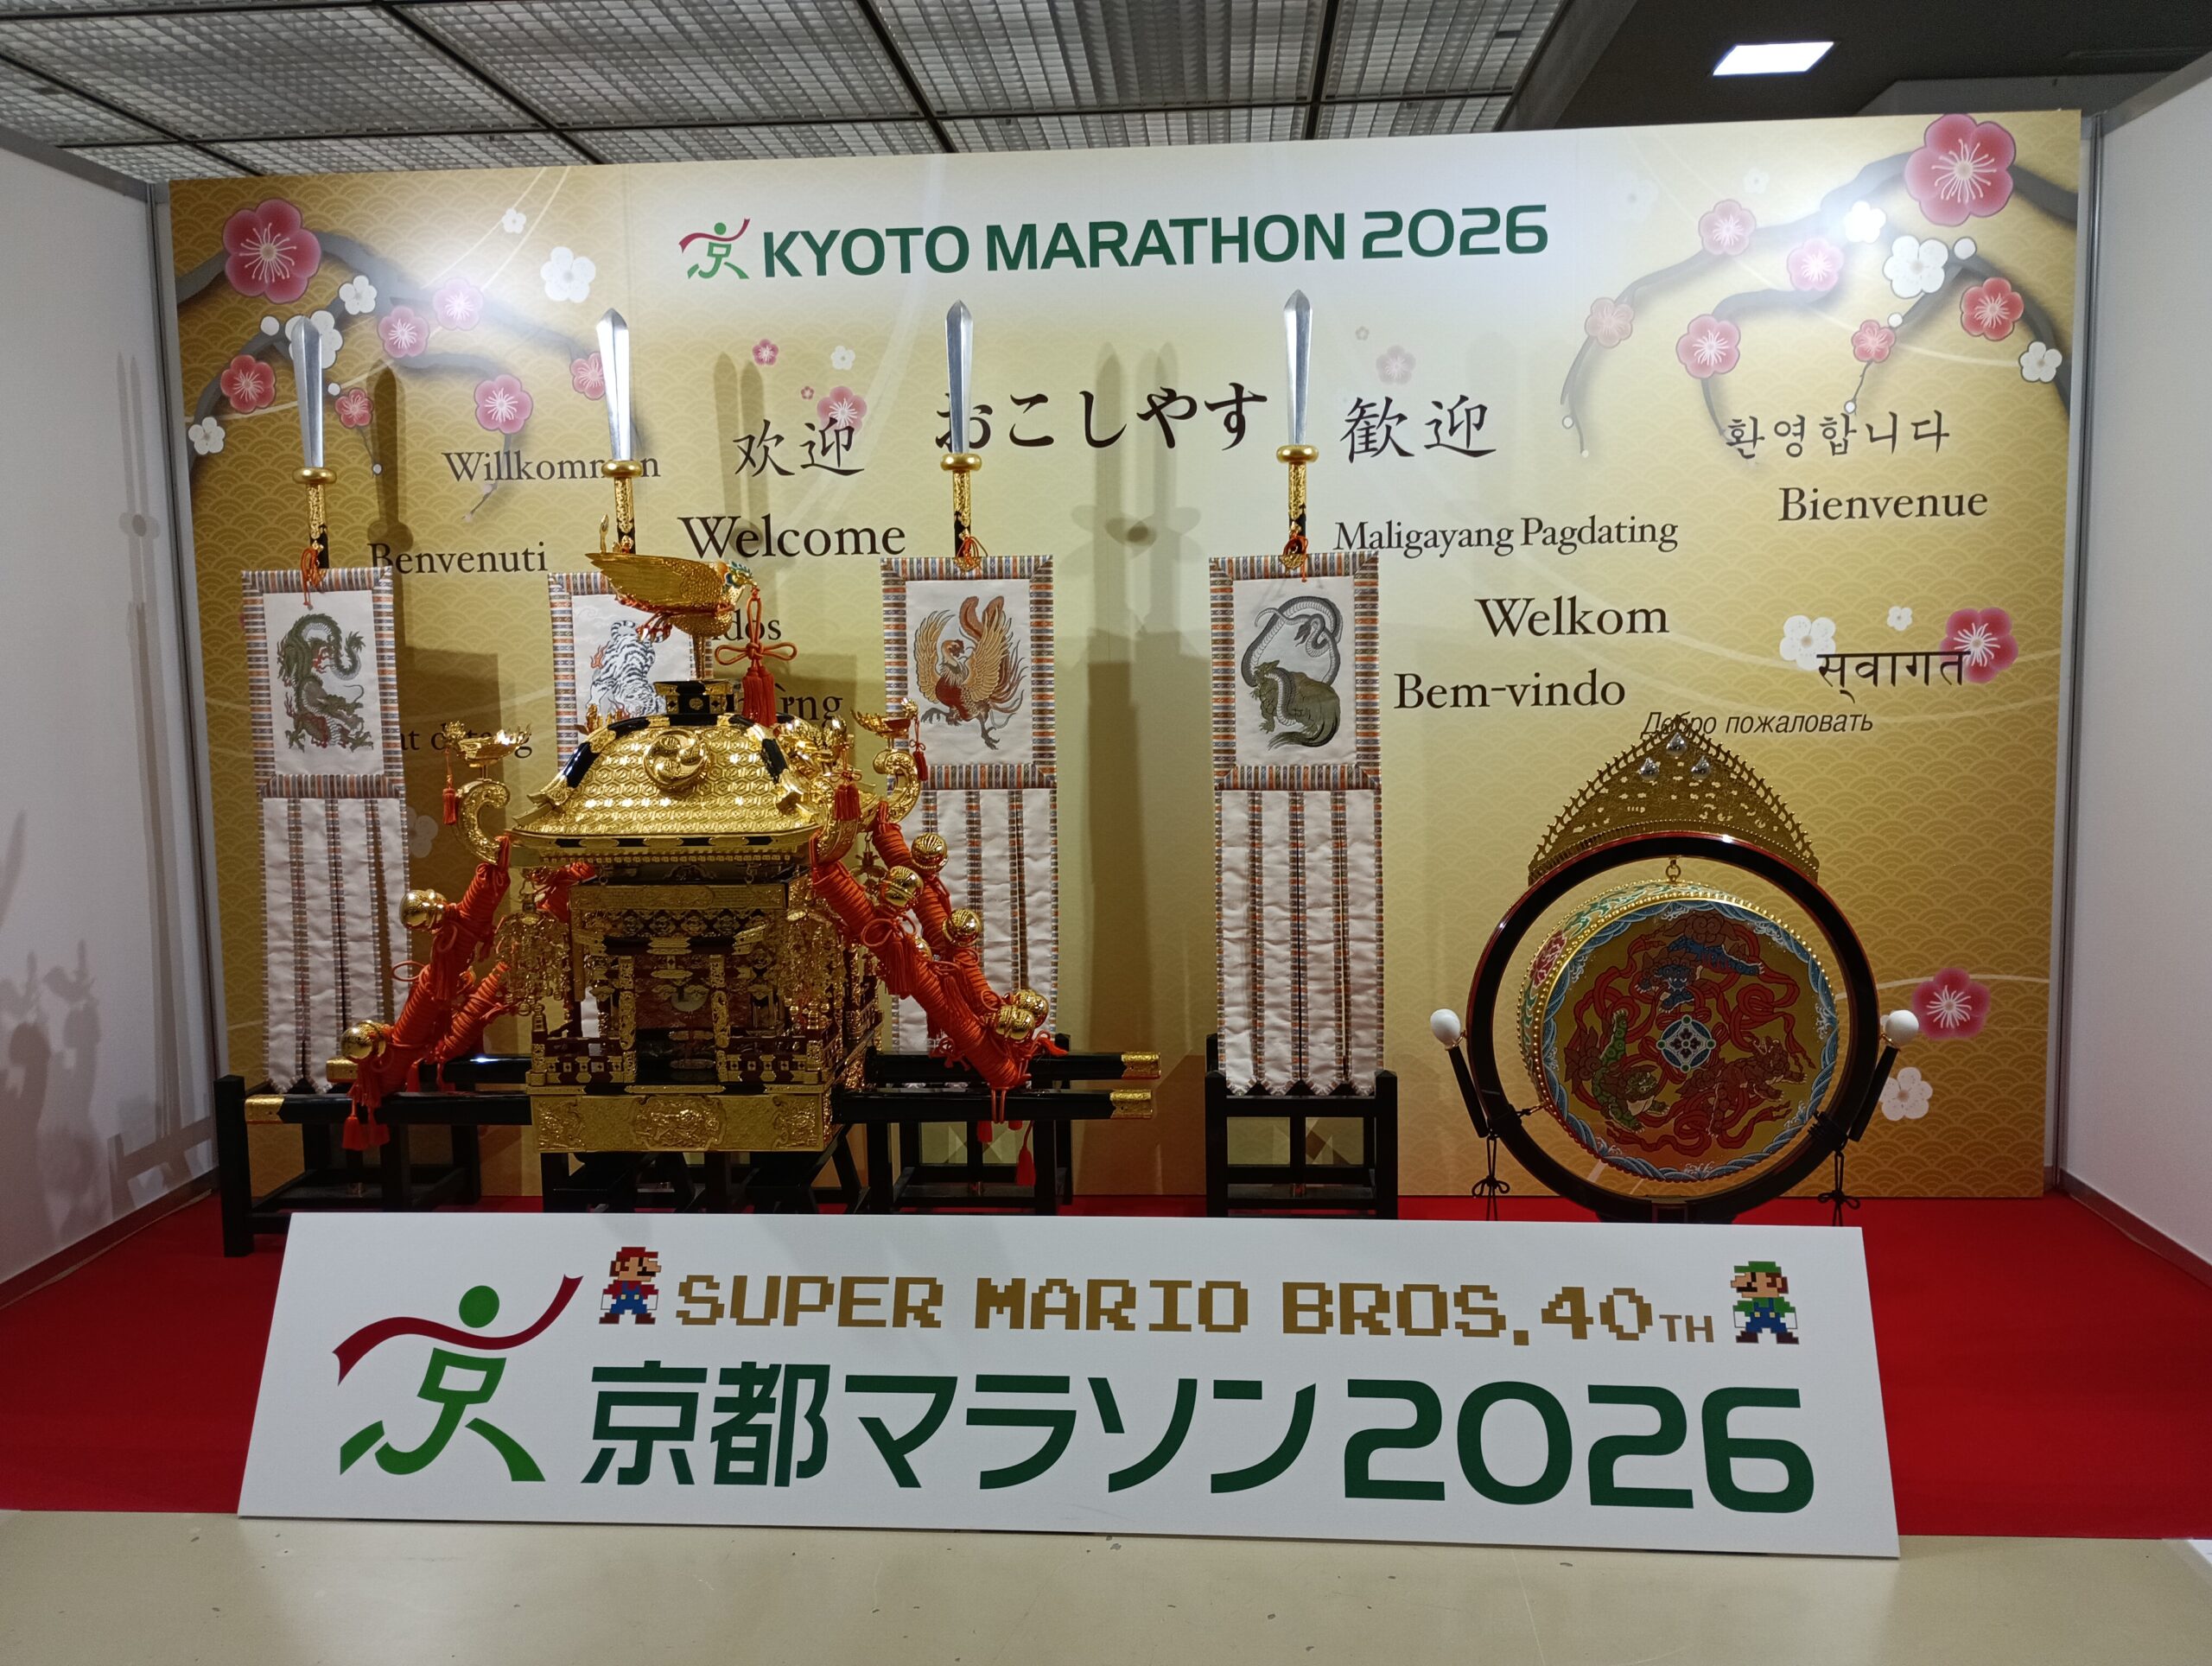 KYOTO MARATHON 2026
おこしやす
欢迎
歓迎
환영합니다
Bienvenue
Benvenuti
Welcome
Maligayang Pagdating
Welkom
Bem-vindo
स्वागत
Добро пожаловать
SUPER MARIO BROS. 40TH
京都マラソン2026